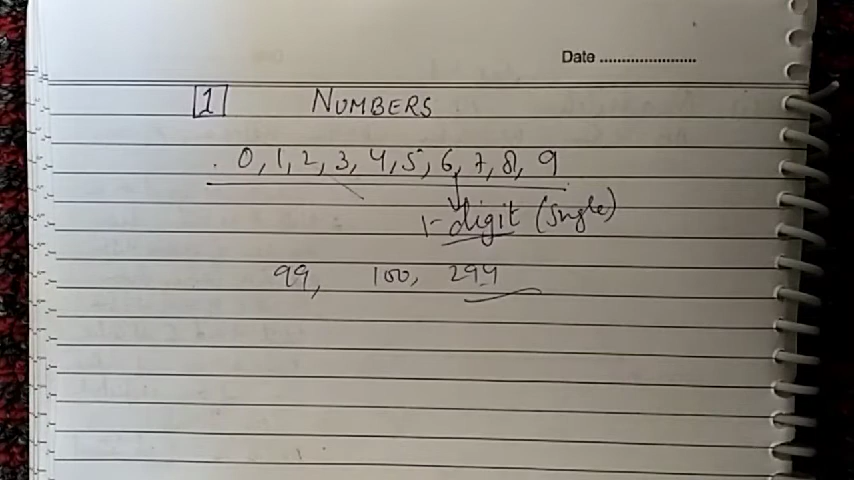 Date ........................
1 NUMBERS
0, 1, 2, 3, 4, 5, 6, 7, 8, 9
1-digit (single)
99, 100, 299